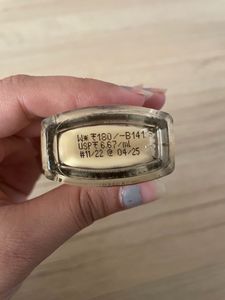 W* ₹180/-B141
USP₹ 6.67/ml
#11/22 @ 04/25